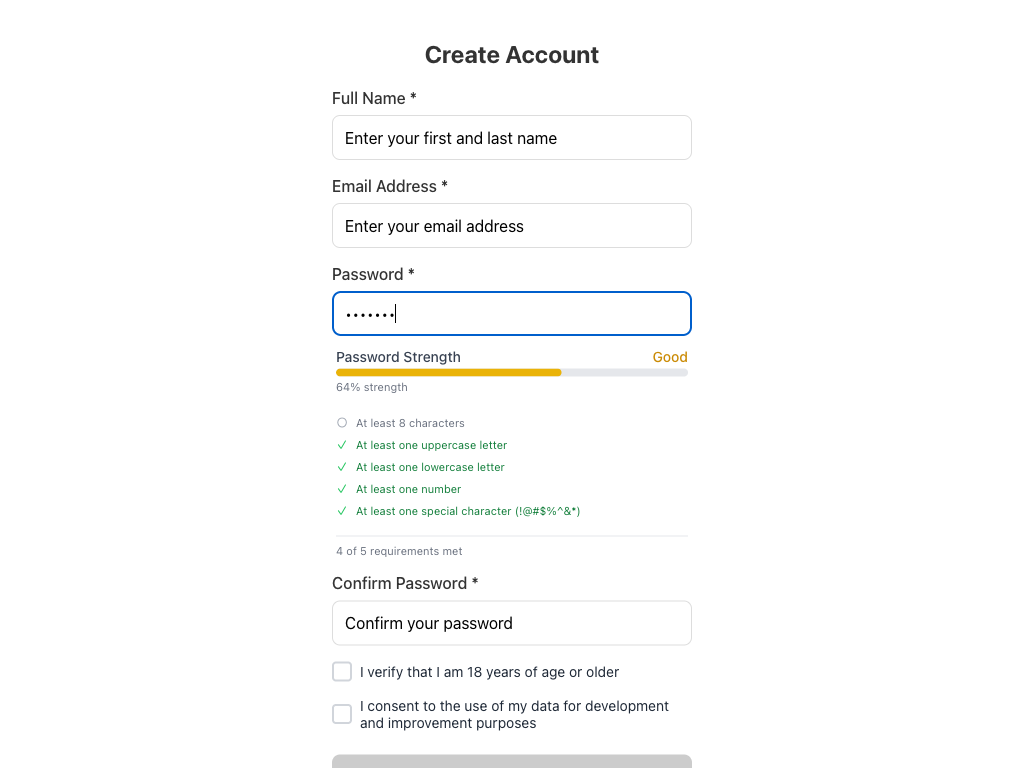 Create Account
Full Name *
Enter your first and last name
Email Address *
Enter your email address
Password *
•••••••
Password Strength Good
64% strength
At least 8 characters
✓ At least one uppercase letter
✓ At least one lowercase letter
✓ At least one number
✓ At least one special character (!@#$%^&*)
4 of 5 requirements met
Confirm Password *
Confirm your password
I verify that I am 18 years of age or older
I consent to the use of my data for development
and improvement purposes